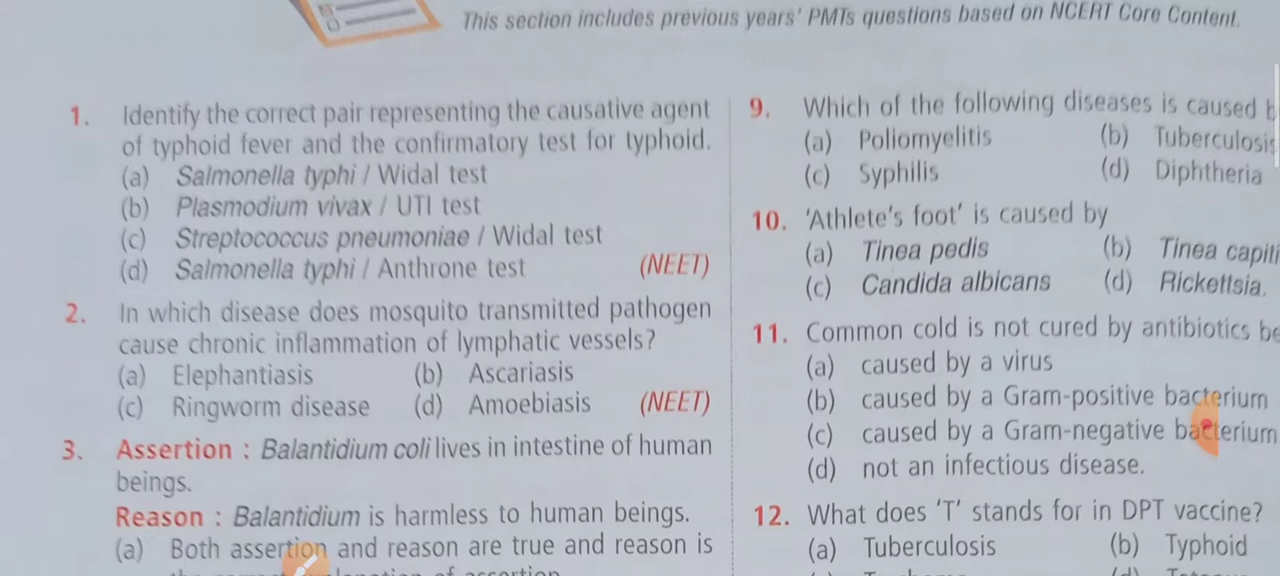 This section includes previous years' PMTs questions based on NCERT Core Content.
1. Identify the correct pair representing the causative agent
of typhoid fever and the confirmatory test for typhoid.
(a) Salmonella typhi / Widal test
(b) Plasmodium vivax / UTI test
(c) Streptococcus pneumoniae / Widal test
(d) Salmonella typhi / Anthrone test (NEET)
2. In which disease does mosquito transmitted pathogen
cause chronic inflammation of lymphatic vessels?
(a) Elephantiasis (b) Ascariasis
(c) Ringworm disease (d) Amoebiasis (NEET)
3. Assertion : Balantidium coli lives in intestine of human
beings.
Reason : Balantidium is harmless to human beings.
(a) Both assertion and reason are true and reason is
of assertion
9. Which of the following diseases is caused
(a) Poliomyelitis (b) Tuberculosis
(c) Syphilis (d) Diphtheria
10. 'Athlete's foot' is caused by
(a) Tinea pedis (b) Tinea capiti
(c) Candida albicans (d) Rickettsia.
11. Common cold is not cured by antibiotics be
(a) caused by a virus
(b) caused by a Gram-positive bacterium
(c) caused by a Gram-negative bacterium
(d) not an infectious disease.
12. What does 'T' stands for in DPT vaccine?
(a) Tuberculosis (b) Typhoid